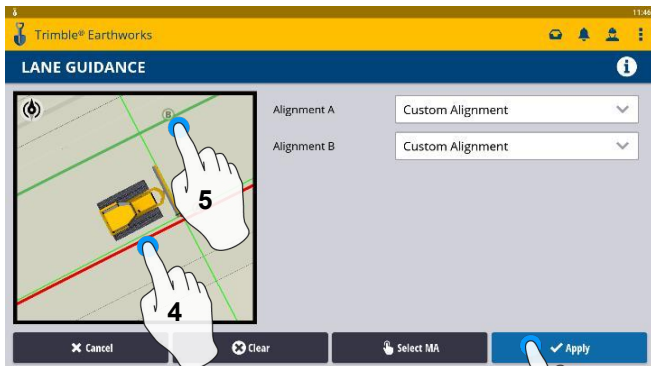 11:46
Trimble® Earthworks
LANE GUIDANCE
B
Alignment A Custom Alignment
Alignment B Custom Alignment
5
4
Cancel Clear Select MA Apply